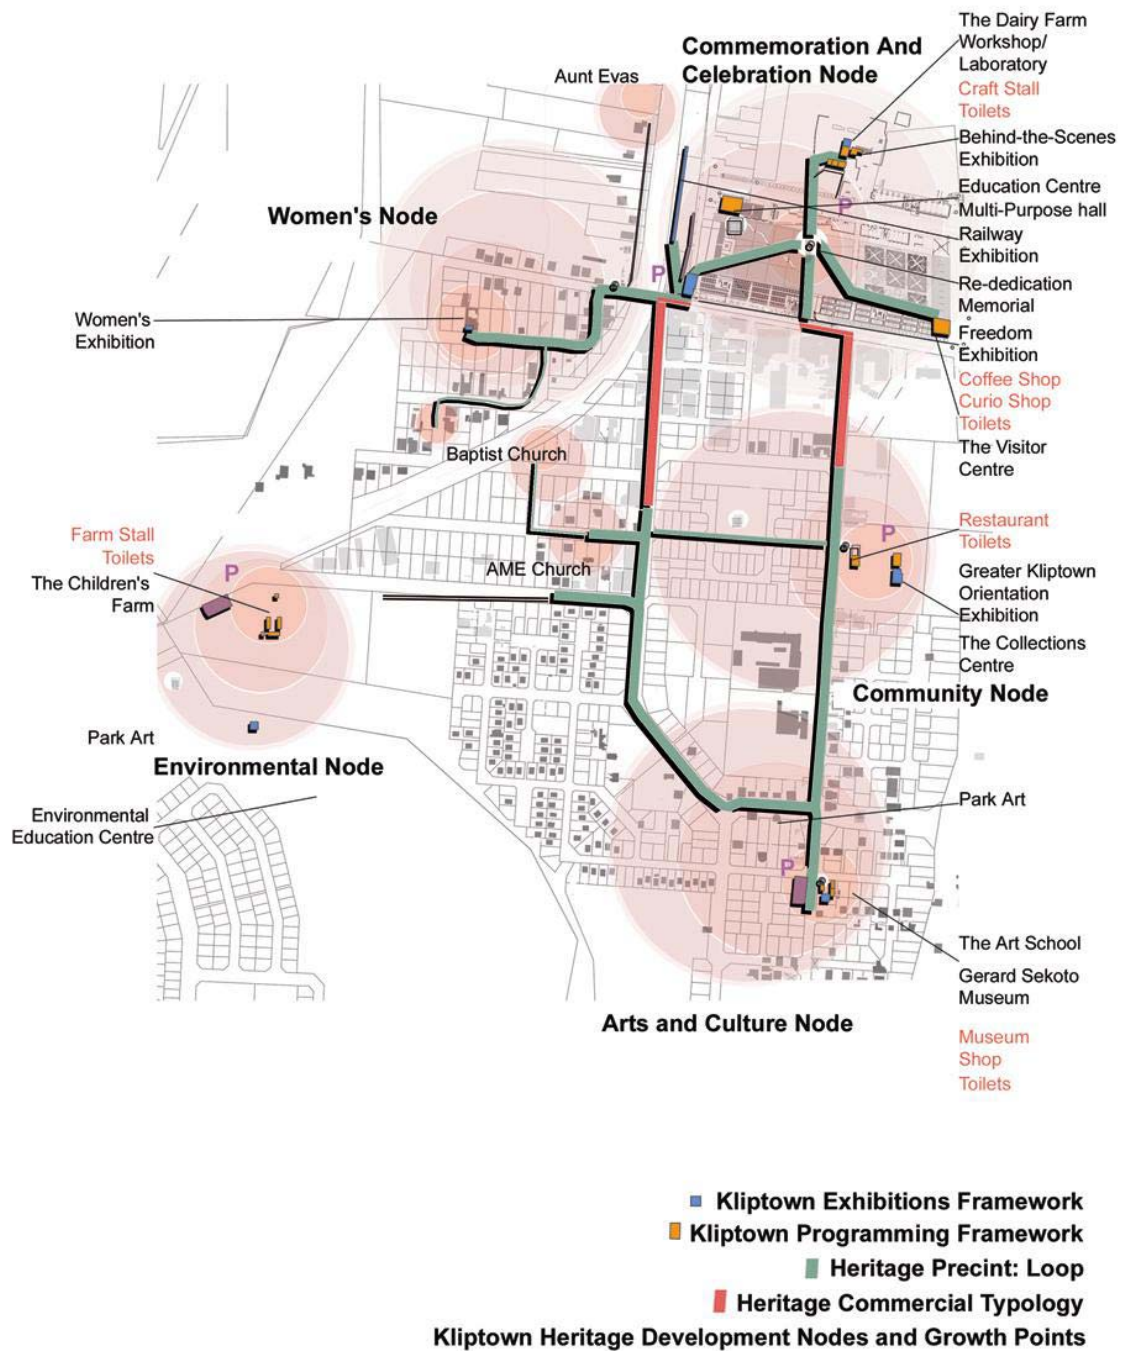 Commemoration And
Celebration Node
Aunt Evas
The Dairy Farm
Workshop/
Laboratory
Craft Stall
Toilets
Behind-the-Scenes
Exhibition
Education Centre
Multi-Purpose hall
Railway
Exhibition
Re-dedication
Memorial
Freedom
Exhibition
Coffee Shop
Curio Shop
Toilets
The Visitor
Centre
P
P
Women's Node
Women's
Exhibition
Baptist Church
AME Church
Farm Stall
Toilets
The Children's
Farm
P
Restaurant
Toilets
P
Greater Kliptown
Orientation
Exhibition
The Collections
Centre
Community Node
Park Art
Environmental Node
Environmental
Education Centre
Park Art
P
The Art School
Gerard Sekoto
Museum
Museum
Shop
Toilets
Arts and Culture Node
Kliptown Exhibitions Framework
Kliptown Programming Framework
Heritage Precint: Loop
Heritage Commercial Typology
Kliptown Heritage Development Nodes and Growth Points